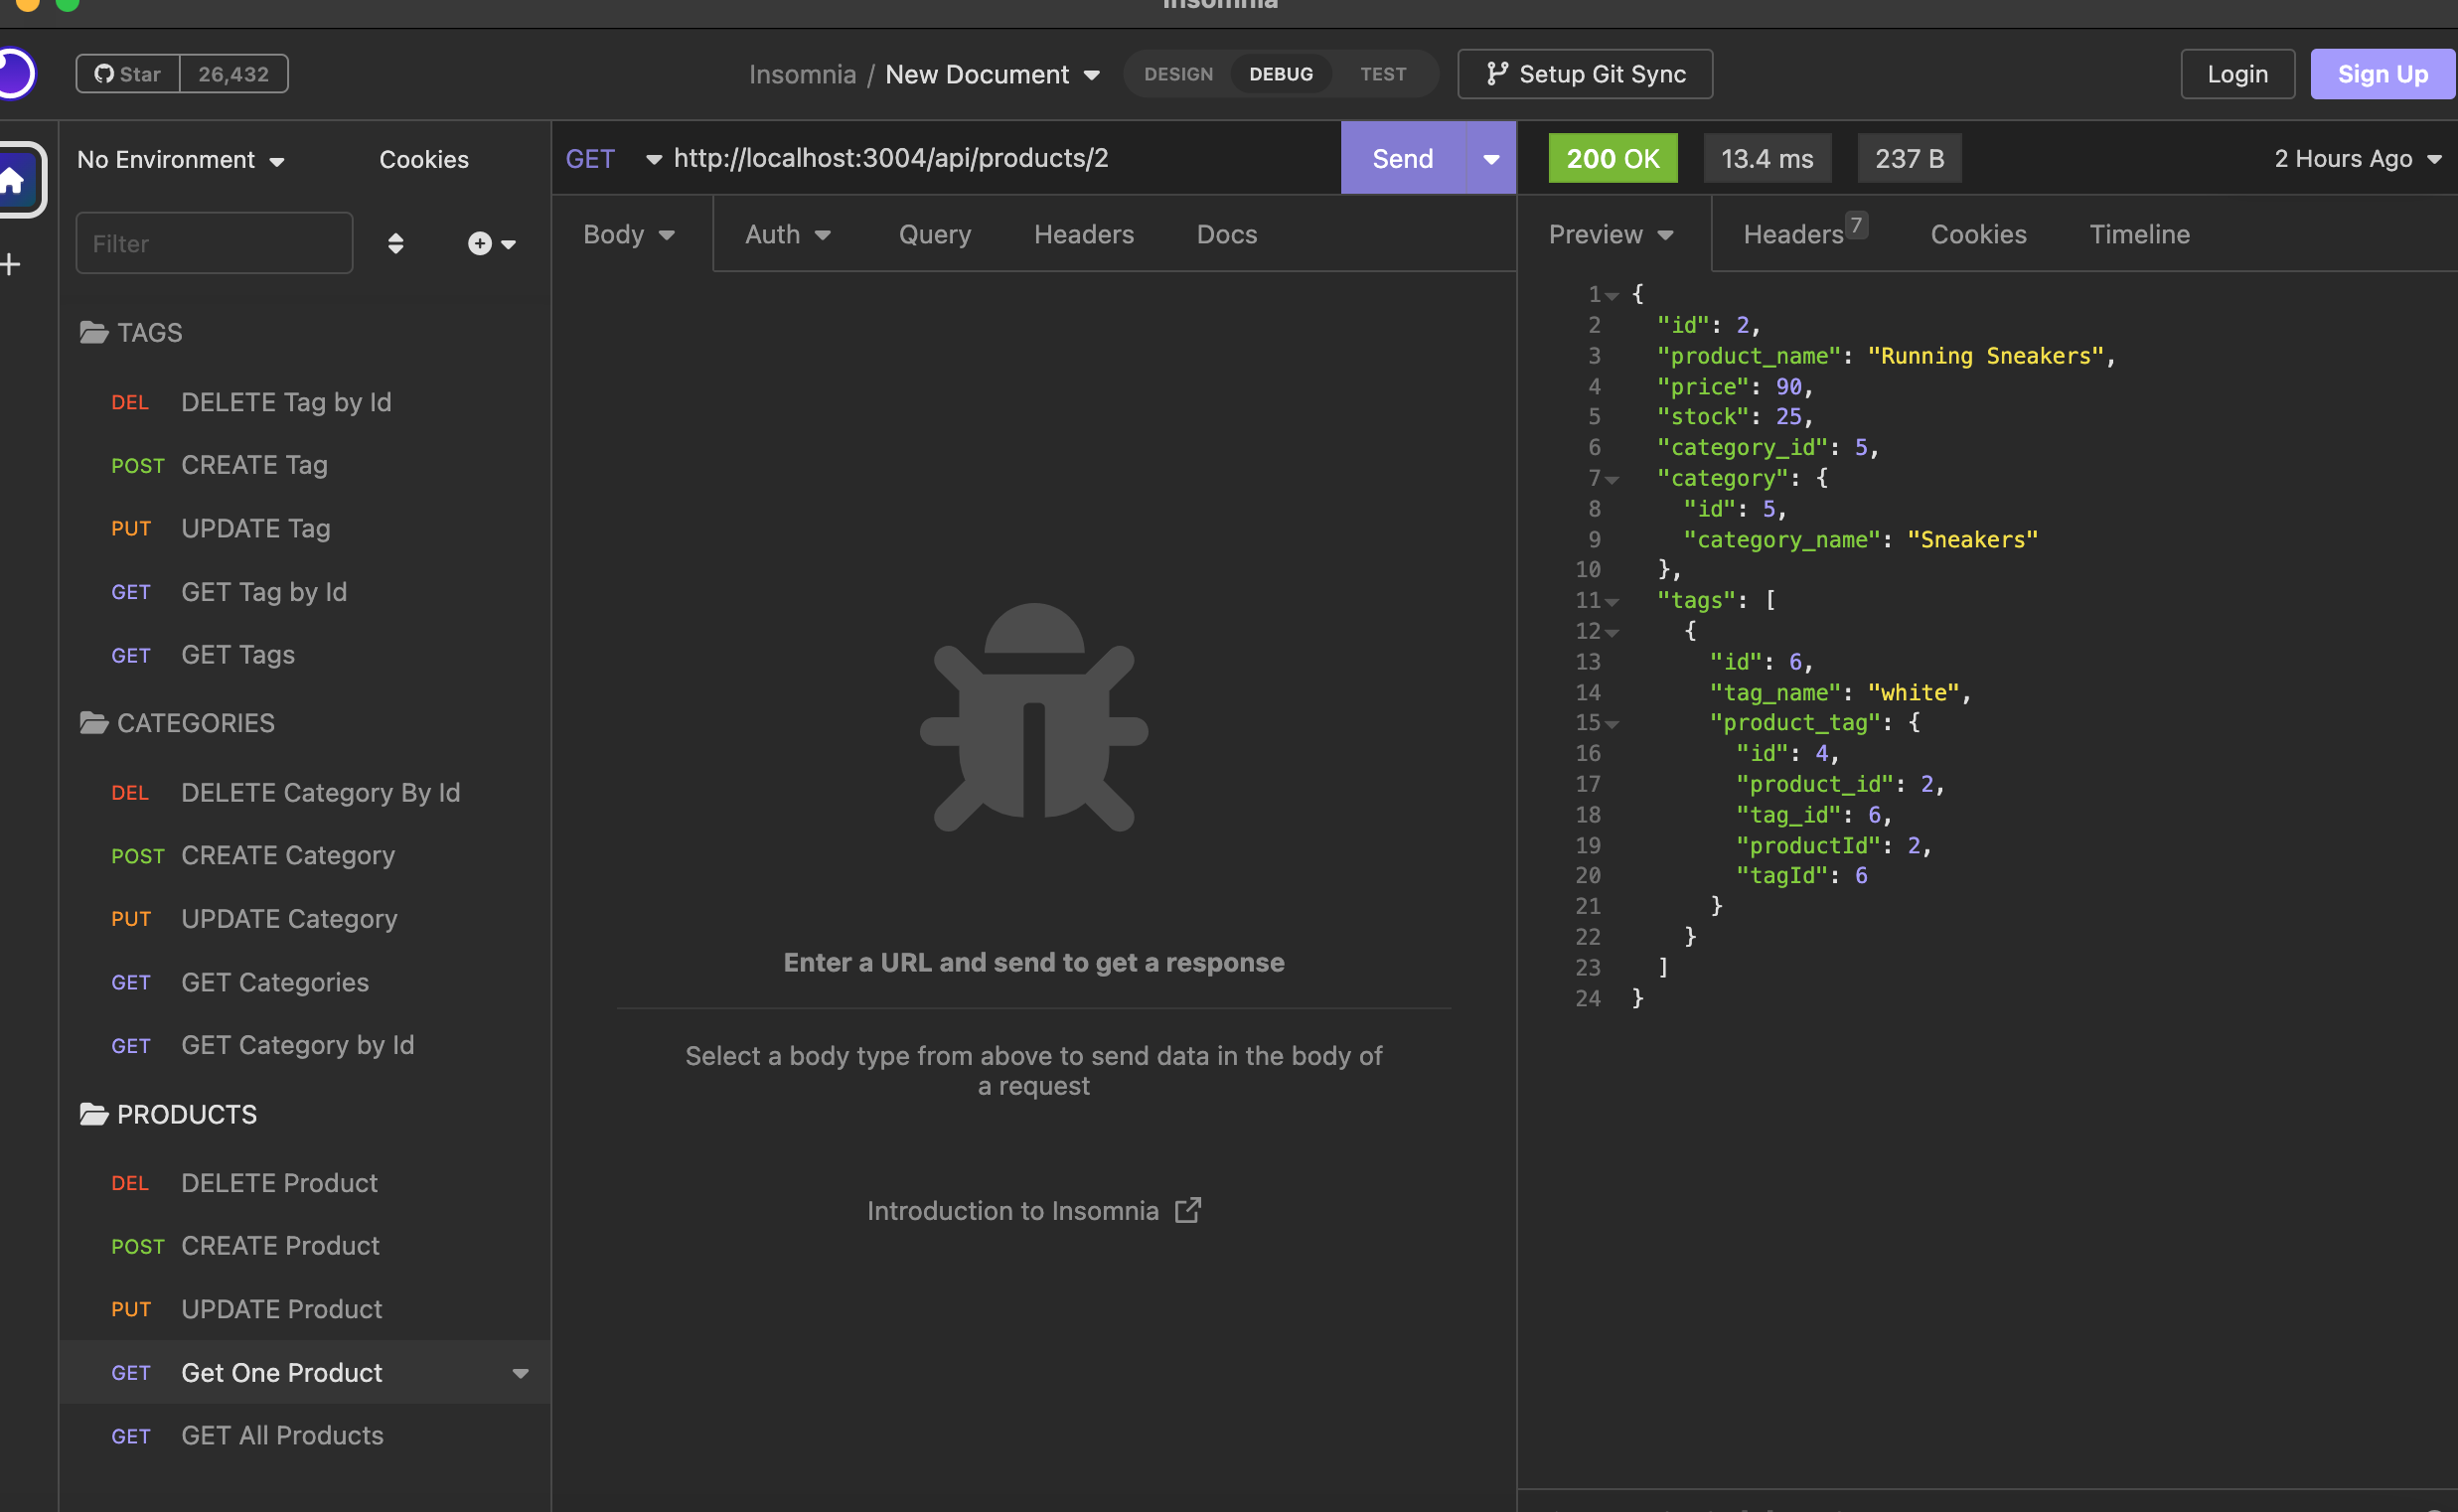 Insomnia
Star 26,432
Insomnia / New Document
DESIGN DEBUG TEST
Setup Git Sync
Login
Sign Up
No Environment
Cookies
Filter
TAGS
DEL DELETE Tag by Id
POST CREATE Tag
PUT UPDATE Tag
GET GET Tag by Id
GET GET Tags
CATEGORIES
DEL DELETE Category By Id
POST CREATE Category
PUT UPDATE Category
GET GET Categories
GET GET Category by Id
PRODUCTS
DEL DELETE Product
POST CREATE Product
PUT UPDATE Product
GET Get One Product
GET GET All Products
GET http://localhost:3004/api/products/2
Send
Body Auth Query Headers Docs
Enter a URL and send to get a response
Select a body type from above to send data in the body of
a request
Introduction to Insomnia
200 OK 13.4 ms 237 B 2 Hours Ago
Preview Headers 7 Cookies Timeline
1 {
2 "id": 2,
3 "product_name": "Running Sneakers",
4 "price": 90,
5 "stock": 25,
6 "category_id": 5,
7 "category": {
8 "id": 5,
9 "category_name": "Sneakers"
10 },
11 "tags": [
12 {
13 "id": 6,
14 "tag_name": "white",
15 "product_tag": {
16 "id": 4,
17 "product_id": 2,
18 "tag_id": 6,
19 "productId": 2,
20 "tagId": 6
21 }
22 }
23 ]
24 }